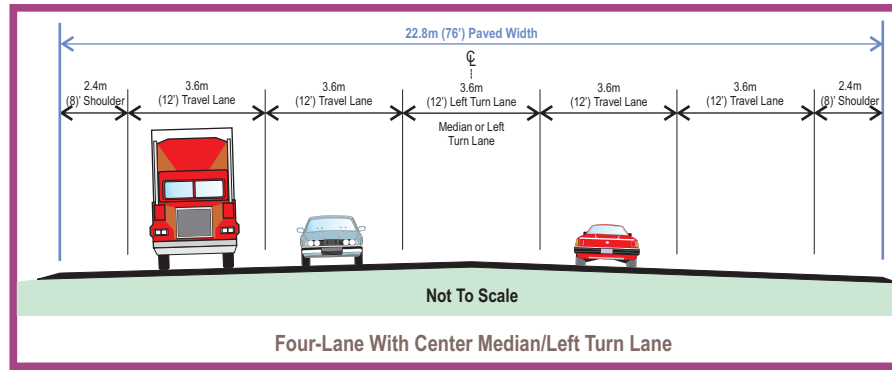 22.8m (76') Paved Width
℄
2.4m
(8)' Shoulder
3.6m
(12') Travel Lane
3.6m
(12') Travel Lane
3.6m
(12') Left Turn Lane
3.6m
(12') Travel Lane
3.6m
(12') Travel Lane
2.4m
(8)' Shoulder
Median or Left
Turn Lane
Not To Scale
Four-Lane With Center Median/Left Turn Lane